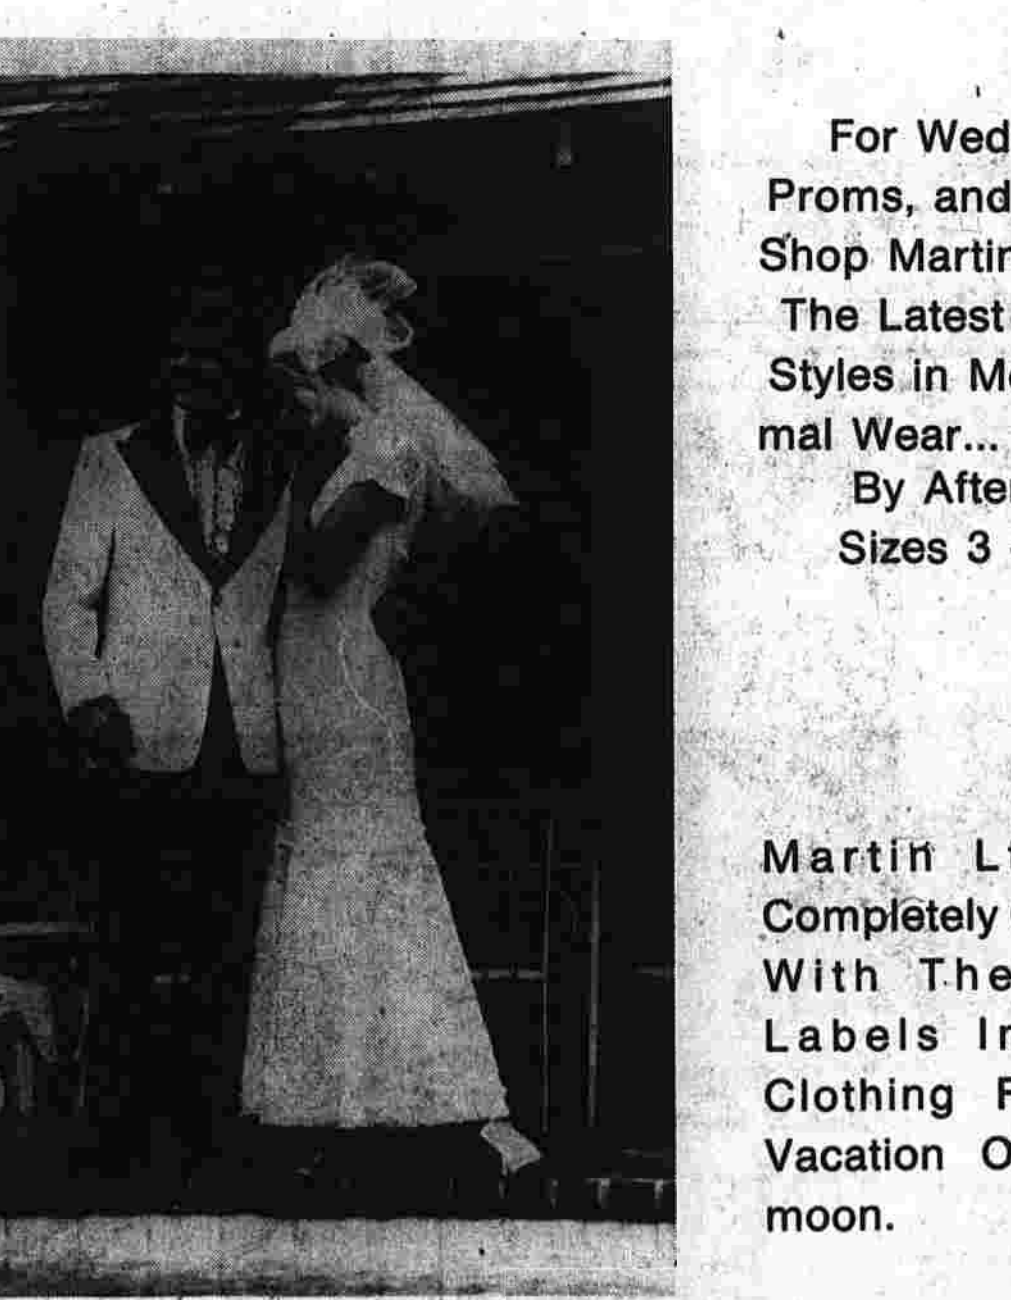 For Wed
Proms, and
Shop Martin
The Latest
Styles in M
mal Wear...
By Afte
Sizes 3
Martin L
Completely
With The
Labels In
Clothing F
Vacation O
moon.